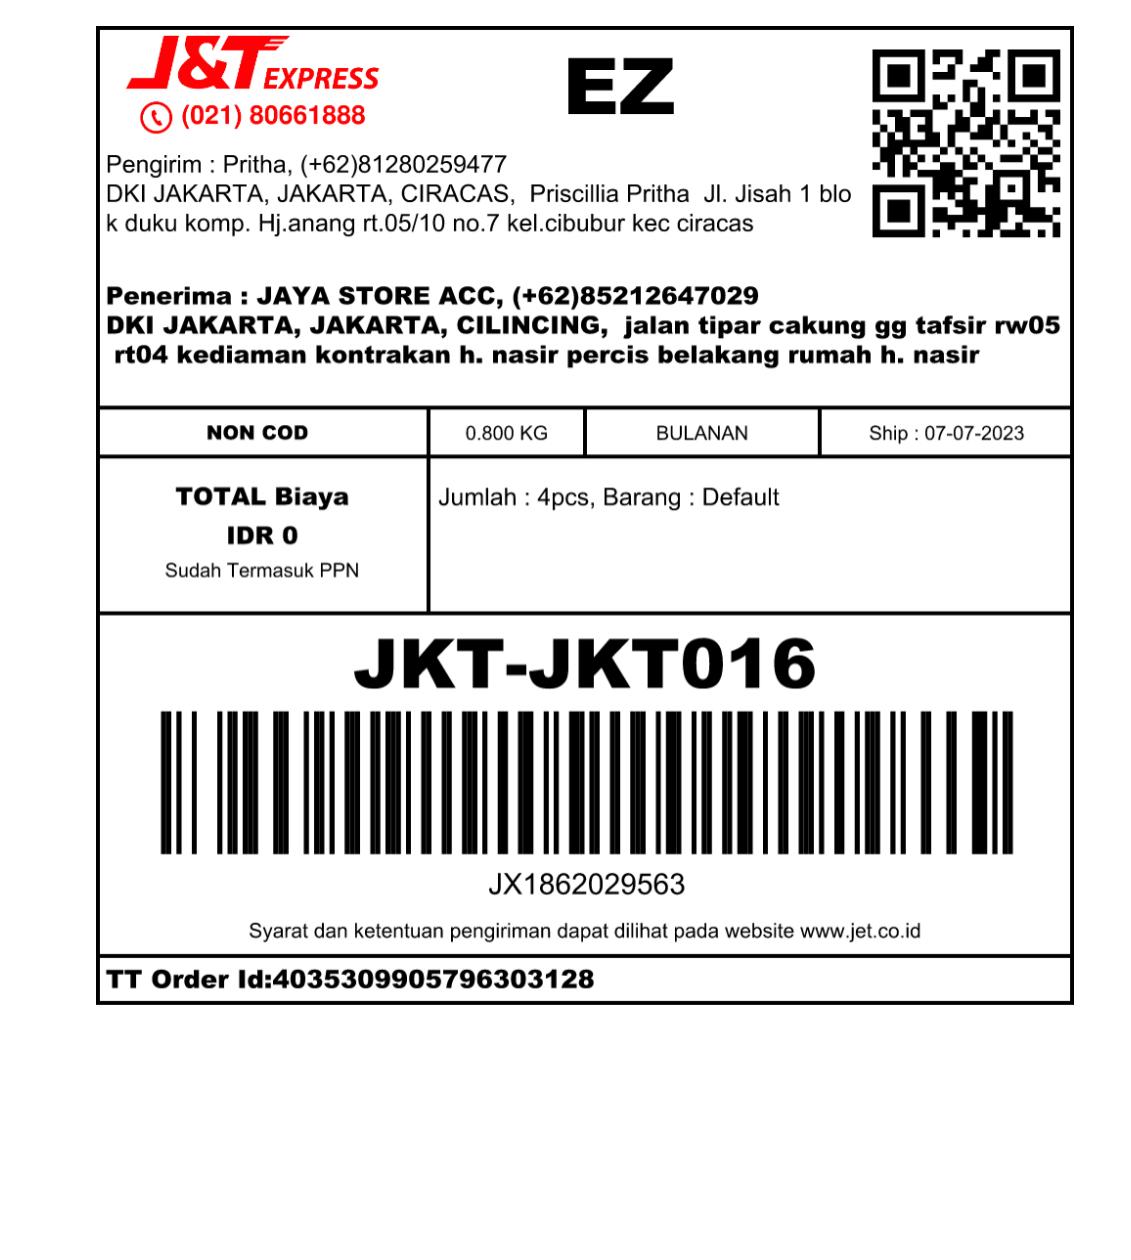 J&T EXPRESS
EZ
(021) 80661888
Pengirim : Pritha, (+62)81280259477
DKI JAKARTA, JAKARTA, CIRACAS,  Priscillia Pritha  Jl. Jisah 1 blo
k duku komp. Hj.anang rt.05/10 no.7 kel.cibubur kec ciracas
Penerima : JAYA STORE ACC, (+62)85212647029
DKI JAKARTA, JAKARTA, CILINCING,  jalan tipar cakung gg tafsir rw05
rt04 kediaman kontrakan h. nasir percis belakang rumah h. nasir
NON COD
0.800 KG
BULANAN
Ship : 07-07-2023
TOTAL Biaya
IDR 0
Sudah Termasuk PPN
Jumlah : 4pcs, Barang : Default
JKT-JKT016
JX1862029563
Syarat dan ketentuan pengiriman dapat dilihat pada website www.jet.co.id
TT Order Id:4035309905796303128